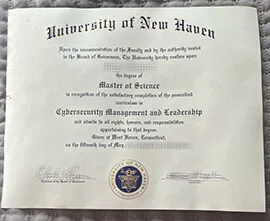 University of New Haven
Upon the recommendation of the Faculty and by the authority vested
in the Board of Governors, The University hereby confers upon
the degree of
Master of Science
in recognition of the satisfactory completion of the prescribed
curriculum in
Cybersecurity Management and Leadership
and admits to all rights, honors, and responsibilities
appertaining to that degree.
Given at West Haven, Connecticut,
on the fifteenth day of May,